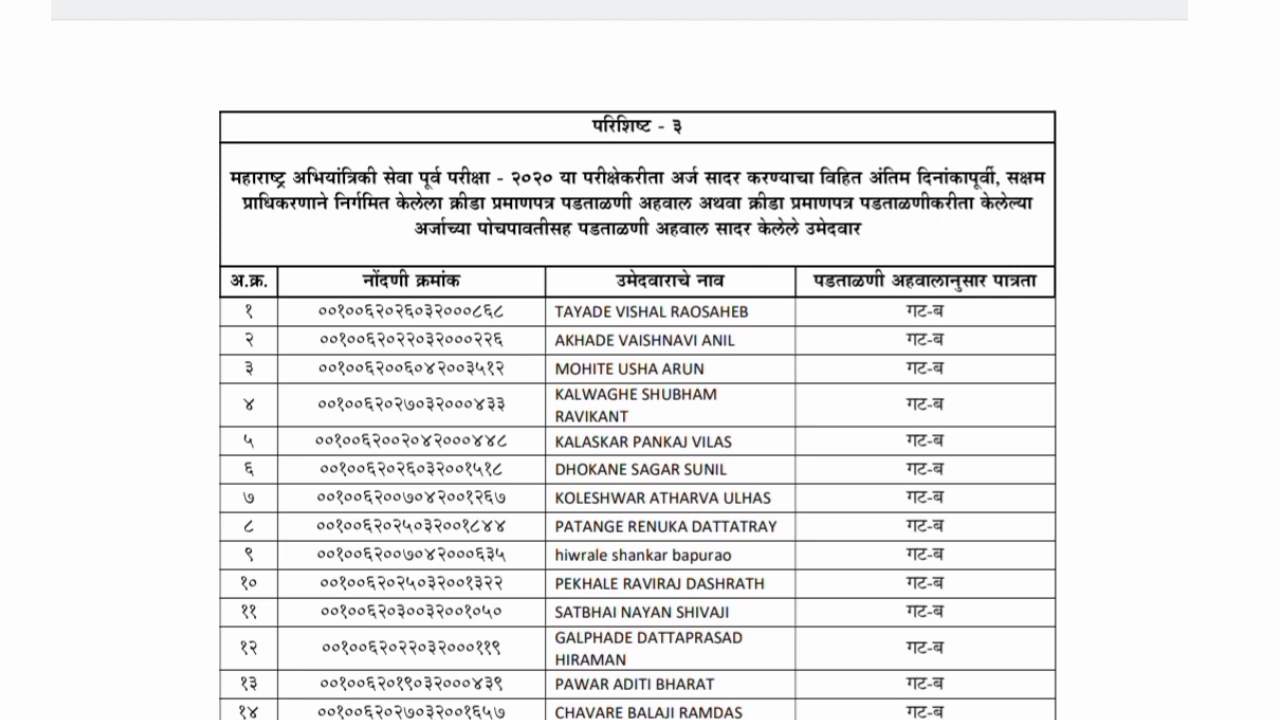 परिशिष्ट - ३
महाराष्ट्र अभियांत्रिकी सेवा पूर्व परीक्षा - २०२० या परीक्षेकरीता अर्ज सादर करण्याचा विहित अंतिम दिनांकापूर्वी, सक्षम
प्राधिकरणाने निर्गमित केलेला क्रीडा प्रमाणपत्र पडताळणी अहवाल अथवा क्रीडा प्रमाणपत्र पडताळणीकरीता केलेल्या
अर्जाच्या पोचपावतीसह पडताळणी अहवाल सादर केलेले उमेदवार
अ.क्र. नोंदणी क्रमांक उमेदवाराचे नाव पडताळणी अहवालानुसार पात्रता
१ ००१००६२०२६०३२०००८६८ TAYADE VISHAL RAOSAHEB गट-ब
२ ००१००६२०२२०३२०००२२६ AKHADE VAISHNAVI ANIL गट-ब
३ ००१००६२००६०४२००३५१२ MOHITE USHA ARUN गट-ब
४ ००१००६२०२७०३२०००४३३ KALWAGHE SHUBHAM
RAVIKANT गट-ब
५ ००१००६२००२०४२०००४४८ KALASKAR PANKAJ VILAS गट-ब
६ ००१००६२०२६०३२००१५१८ DHOKANE SAGAR SUNIL गट-ब
७ ००१००६२००७०४२००१२६७ KOLESHWAR ATHARVA ULHAS गट-ब
८ ००१००६२०२५०३२००१८४४ PATANGE RENUKA DATTATRAY गट-ब
९ ००१००६२००७०४२०००६३५ hiwrale shankar bapurao गट-ब
१० ००१००६२०२५०३२००१३२२ PEKHALE RAVIRAJ DASHRATH गट-ब
११ ००१००६२०३००३२००१०५० SATBHAI NAYAN SHIVAJI गट-ब
१२ ००१००६२०२२०३२०००११९ GALPHADE DATTAPRASAD
HIRAMAN गट-ब
१३ ००१००६२०१९०३२०००४३९ PAWAR ADITI BHARAT गट-ब
१४ ००१००६२०२७०३२००१६५७ CHAVARE BALAJI RAMDAS गट-ब